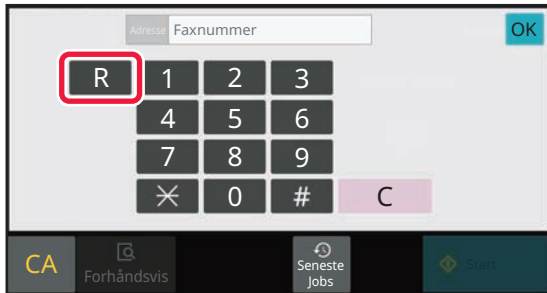 Adresse Faxnummer OK
R 1 2 3
4 5 6
7 8 9
* 0 # C
CA Forhåndsvis Seneste Jobs Start